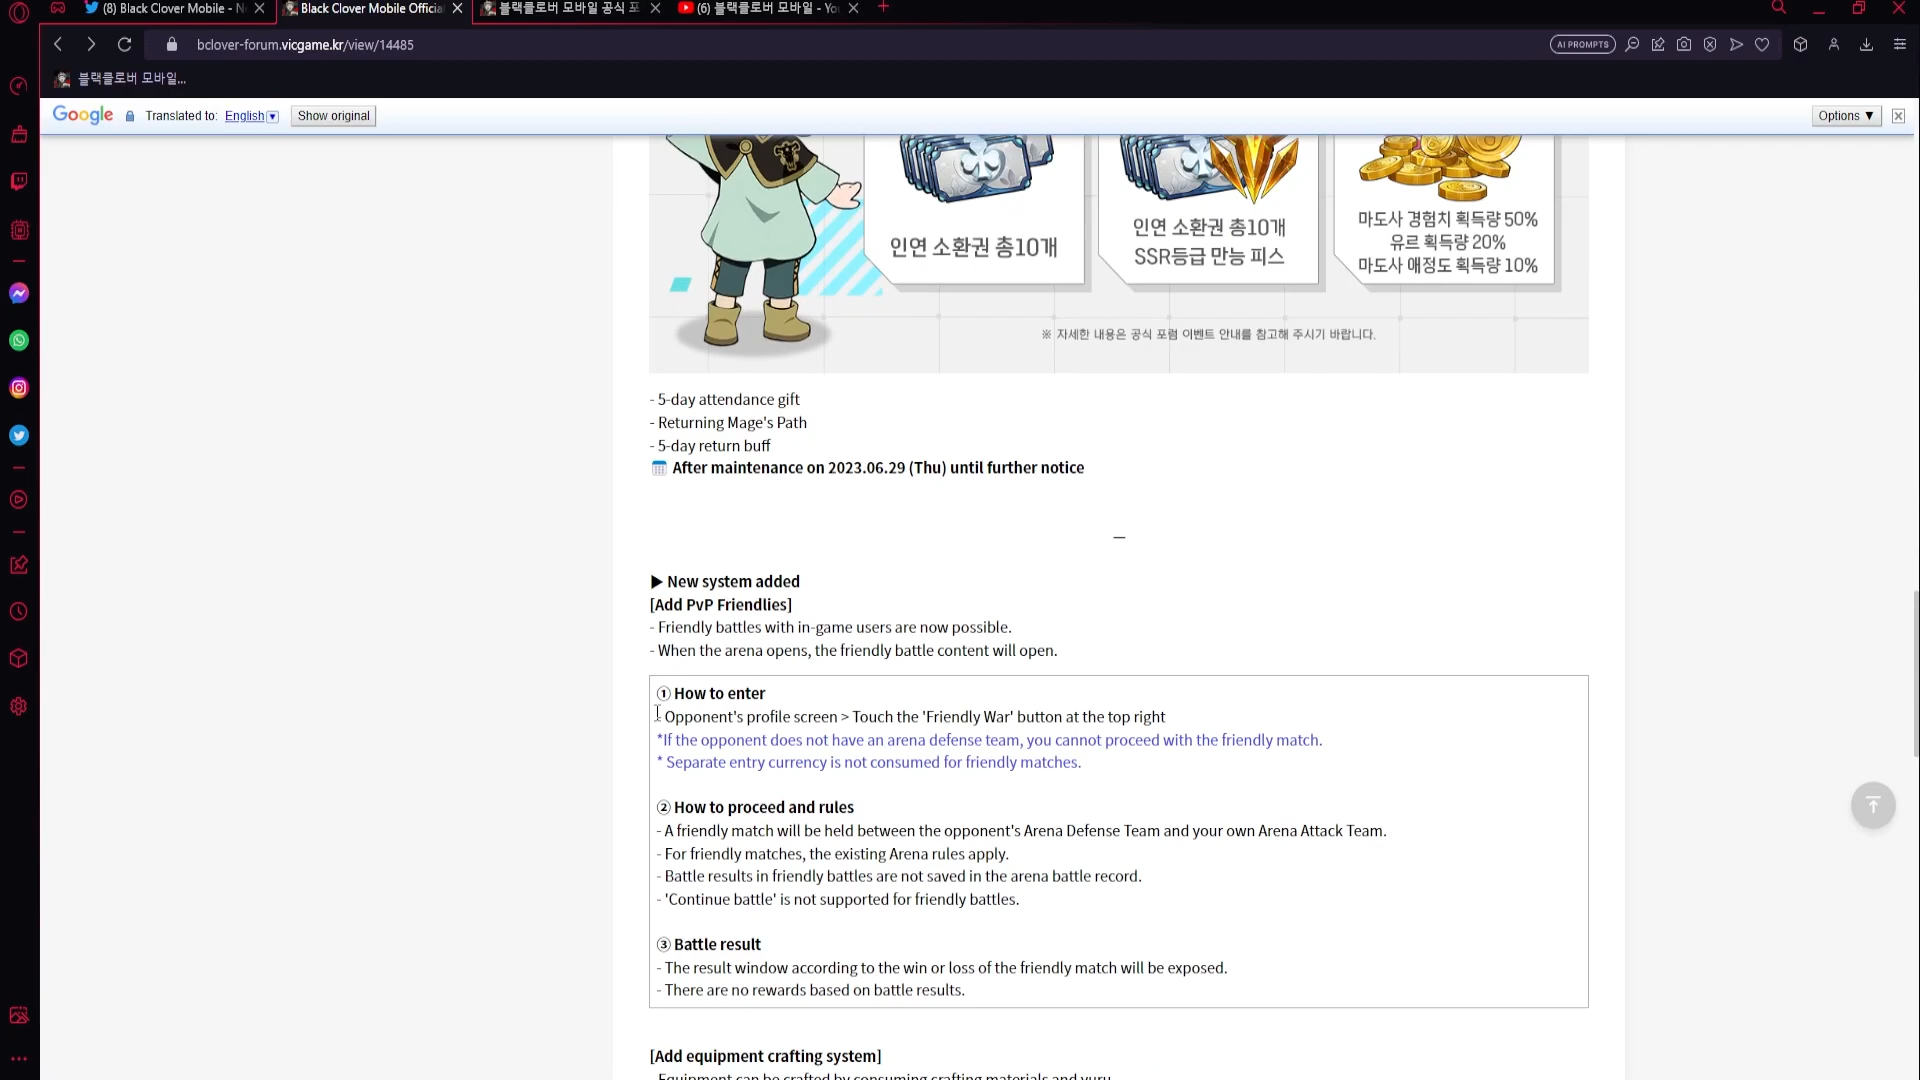 (8) Black Clover Mobile - N
Black Clover Mobile Officia
블랙클로버 모바일 공식 포
(6) 블랙클로버 모바일 - Yo
bclover-forum.vicgame.kr/view/14485
AI PROMPTS
블랙클로버 모바일...
Google Translated to: English▼ Show original
Options ▼
인연 소환권 총10개
인연 소환권 총10개
SSR등급 만능 피스
마도사 경험치 획득량 50%
유르 획득량 20%
마도사 애정도 획득량 10%
※ 자세한 내용은 공식 포럼 이벤트 안내를 참고해 주시기 바랍니다.
- 5-day attendance gift
- Returning Mage's Path
- 5-day return buff
After maintenance on 2023.06.29 (Thu) until further notice
—
▶ New system added
[Add PvP Friendlies]
- Friendly battles with in-game users are now possible.
- When the arena opens, the friendly battle content will open.
① How to enter
- Opponent's profile screen > Touch the 'Friendly War' button at the top right
*If the opponent does not have an arena defense team, you cannot proceed with the friendly match.
* Separate entry currency is not consumed for friendly matches.
② How to proceed and rules
- A friendly match will be held between the opponent's Arena Defense Team and your own Arena Attack Team.
- For friendly matches, the existing Arena rules apply.
- Battle results in friendly battles are not saved in the arena battle record.
- 'Continue battle' is not supported for friendly battles.
③ Battle result
- The result window according to the win or loss of the friendly match will be exposed.
- There are no rewards based on battle results.
[Add equipment crafting system]
- Equipment can be crafted by consuming crafting materials and yuru.